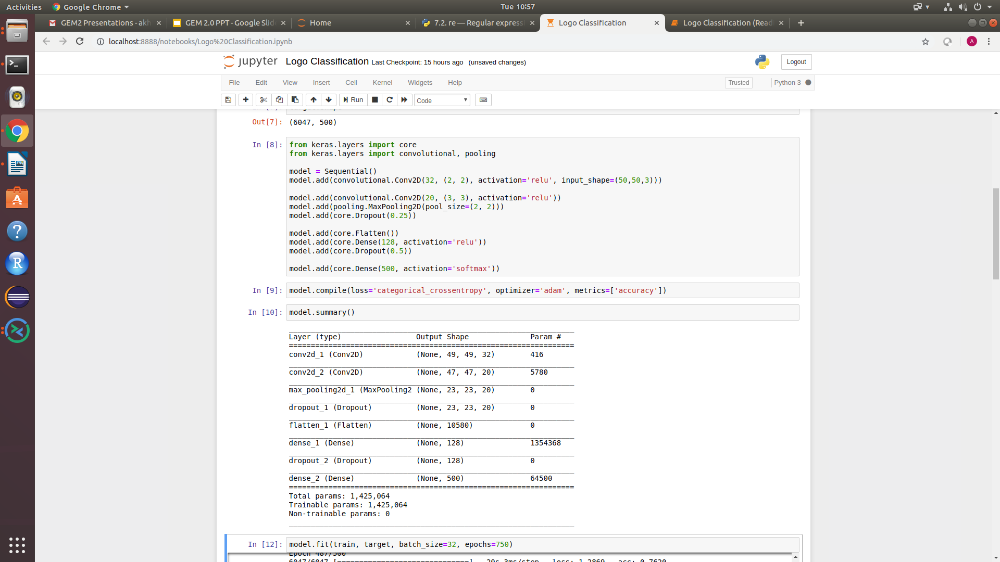 Activities Google Chrome Tue 10:57
GEM2 Presentations - akh GEM 2.0 PPT - Google Slid Home 7.2. re — Regular express Logo Classification Logo Classification (Read
localhost:8888/notebooks/Logo%20Classification.ipynb A
jupyter Logo Classification Last Checkpoint: 15 hours ago (unsaved changes) Logout
File Edit View Insert Cell Kernel Widgets Help Trusted Python 3
Run Code
Out[7]: (6047, 500)
In [8]: from keras.layers import core
from keras.layers import convolutional, pooling
model = Sequential()
model.add(convolutional.Conv2D(32, (2, 2), activation='relu', input_shape=(50,50,3)))
model.add(convolutional.Conv2D(20, (3, 3), activation='relu'))
model.add(pooling.MaxPooling2D(pool_size=(2, 2)))
model.add(core.Dropout(0.25))
model.add(core.Flatten())
model.add(core.Dense(128, activation='relu'))
model.add(core.Dropout(0.5))
model.add(core.Dense(500, activation='softmax'))
In [9]: model.compile(loss='categorical_crossentropy', optimizer='adam', metrics=['accuracy'])
In [10]: model.summary()
Layer (type) Output Shape Param #
conv2d_1 (Conv2D) (None, 49, 49, 32) 416
conv2d_2 (Conv2D) (None, 47, 47, 20) 5780
max_pooling2d_1 (MaxPooling2 (None, 23, 23, 20) 0
dropout_1 (Dropout) (None, 23, 23, 20) 0
flatten_1 (Flatten) (None, 10580) 0
dense_1 (Dense) (None, 128) 1354368
dropout_2 (Dropout) (None, 128) 0
dense_2 (Dense) (None, 500) 64500
Total params: 1,425,064
Trainable params: 1,425,064
Non-trainable params: 0
In [12]: model.fit(train, target, batch_size=32, epochs=750)
Epoch 487/500
6047/6047 [==============================] - 20s 3ms/step - loss: 1.2869 - acc: 0.7620